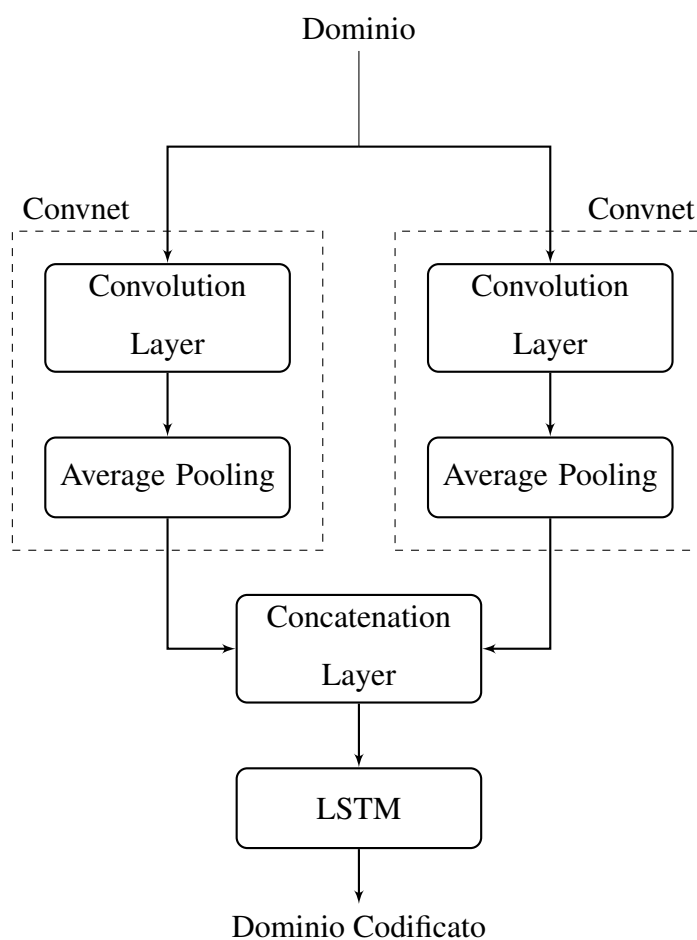 Dominio
Convnet
Convnet
Convolution
Layer
Convolution
Layer
Average Pooling
Average Pooling
Concatenation
Layer
LSTM
Dominio Codificato